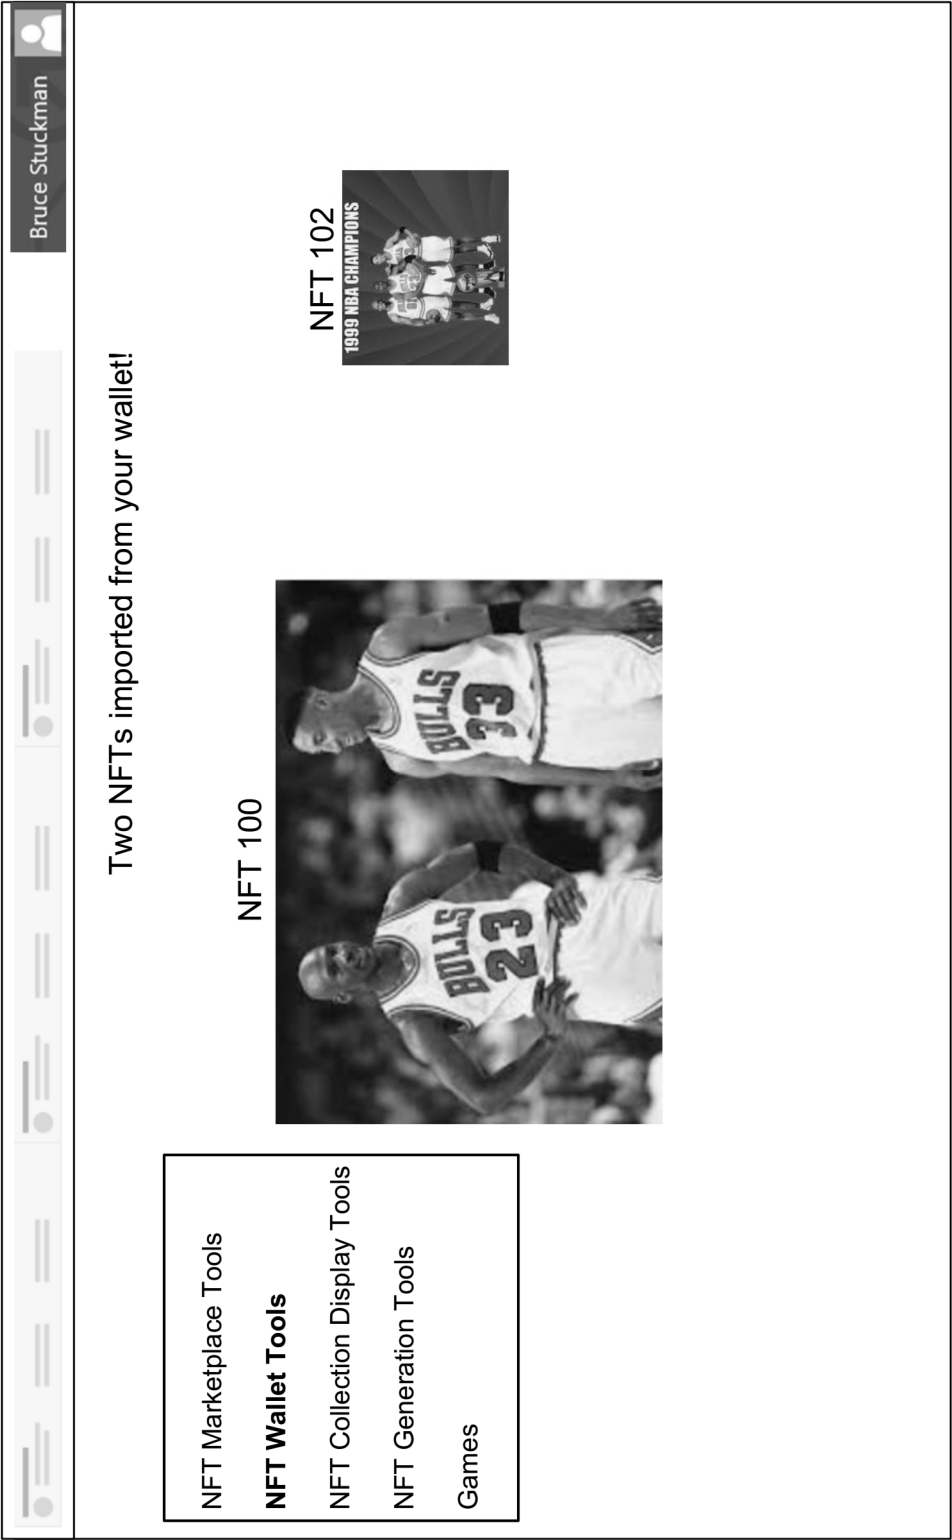 Bruce Stuckman
Two NFTs imported from your wallet!
NFT Marketplace Tools
NFT Wallet Tools
NFT Collection Display Tools
NFT Generation Tools
Games
NFT 100
BULLS
23
BULLS
33
NFT 102
1999 NBA CHAMPIONS